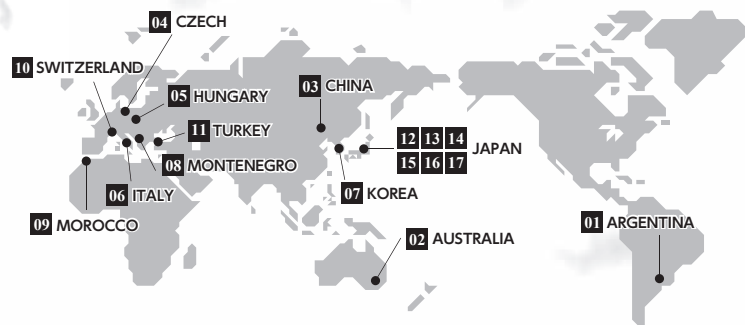 04 CZECH
10 SWITZERLAND
05 HUNGARY
03 CHINA
11 TURKEY
12 13 14
15 16 17
JAPAN
08 MONTENEGRO
06 ITALY
07 KOREA
09 MOROCCO
02 AUSTRALIA
01 ARGENTINA